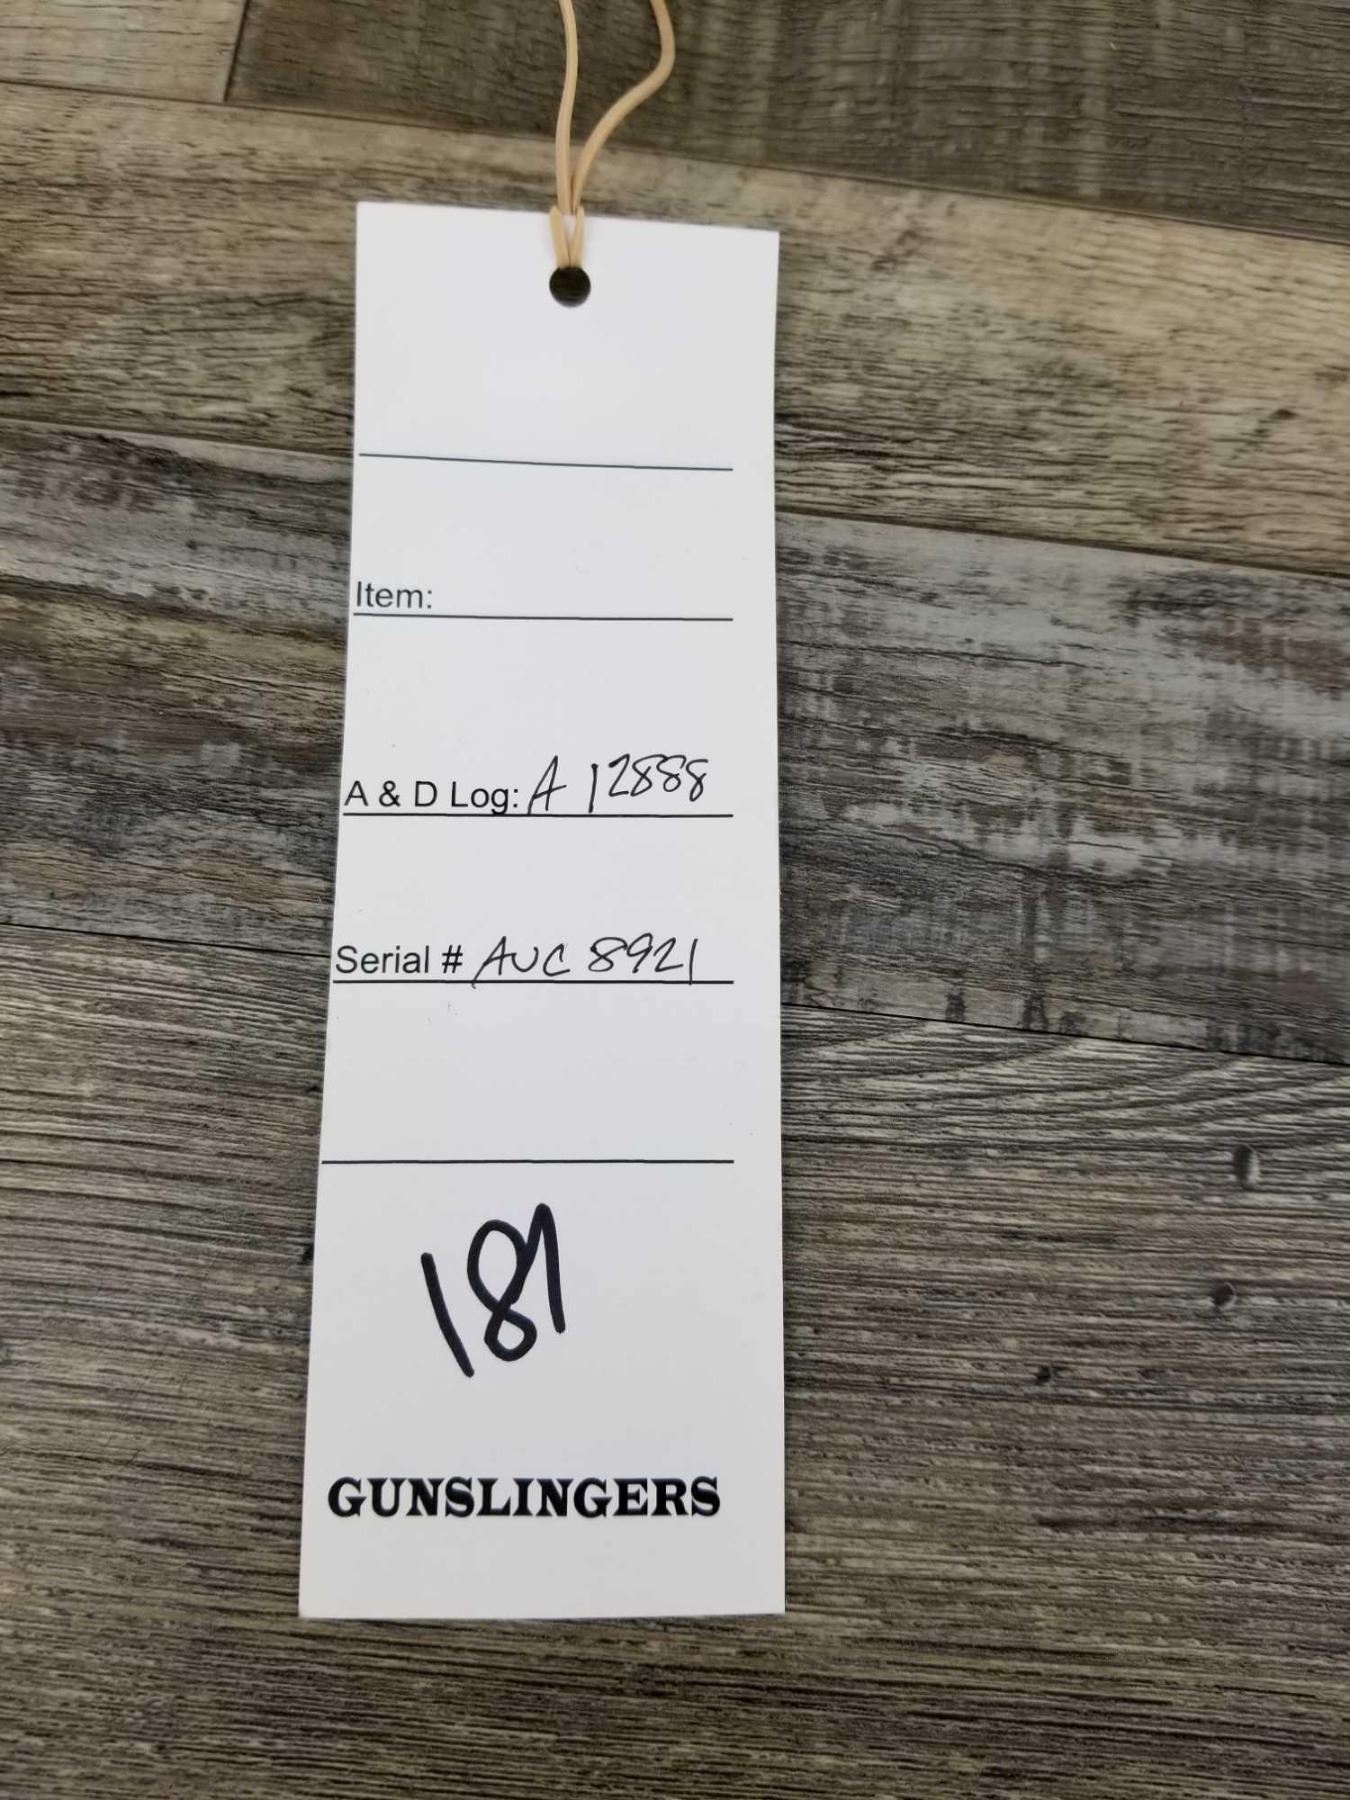 Item:
A & D Log: A 12888
Serial # AUC 8921
181
GUNSLINGERS